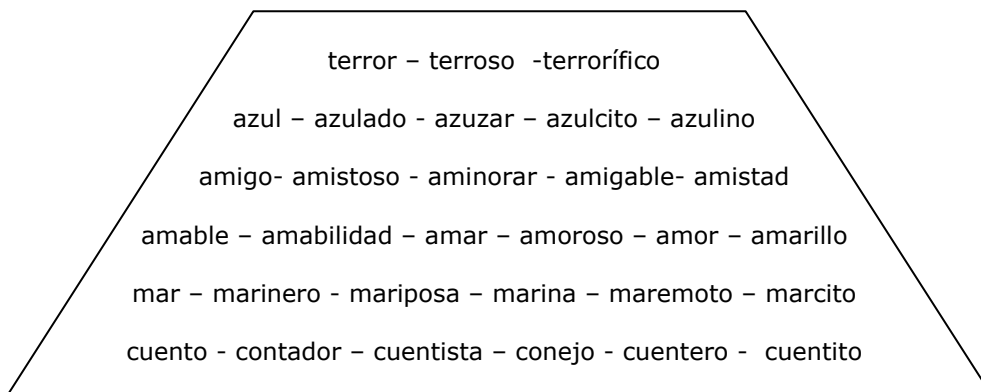 terror – terroso -terrorífico
azul – azulado - azuzar – azulcito – azulino
amigo- amistoso - aminorar - amigable- amistad
amable – amabilidad – amar – amoroso – amor – amarillo
mar – marinero - mariposa – marina – maremoto – marcito
cuento - contador – cuentista – conejo - cuentero - cuentito